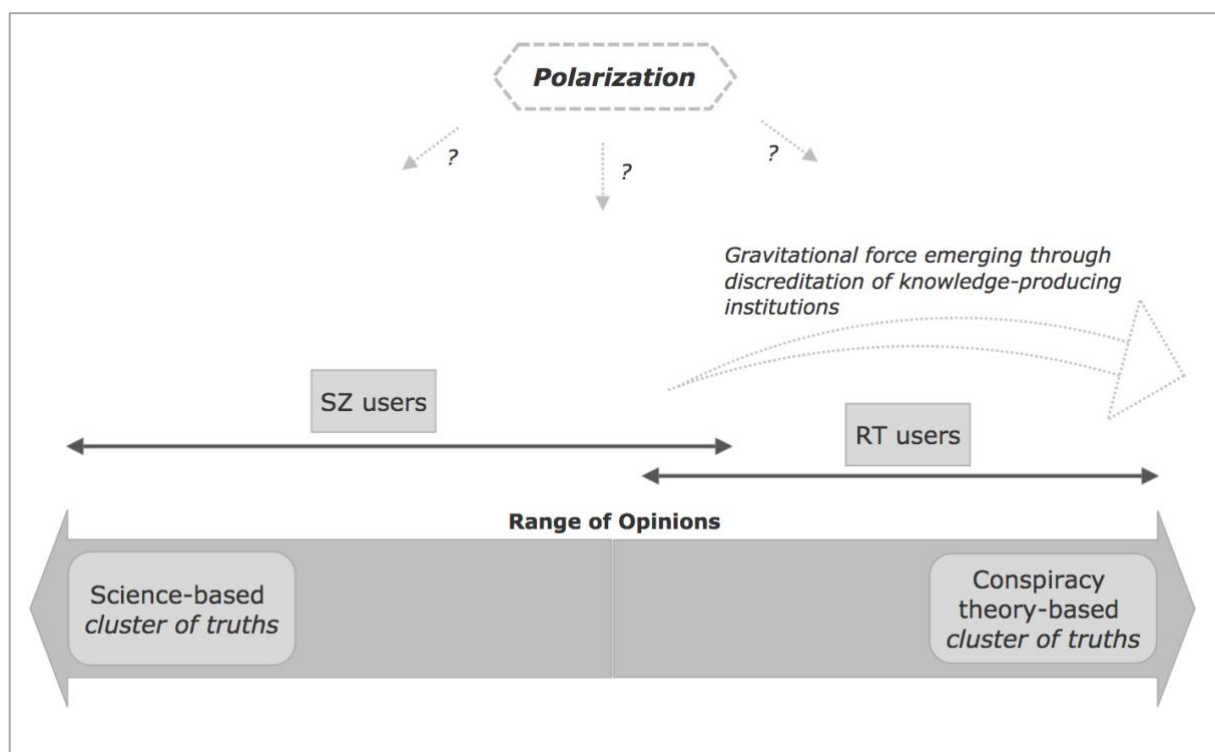 Polarization
?
?
?
Gravitational force emerging through
discreditation of knowledge-producing
institutions
SZ users
RT users
Range of Opinions
Science-based
cluster of truths
Conspiracy
theory-based
cluster of truths